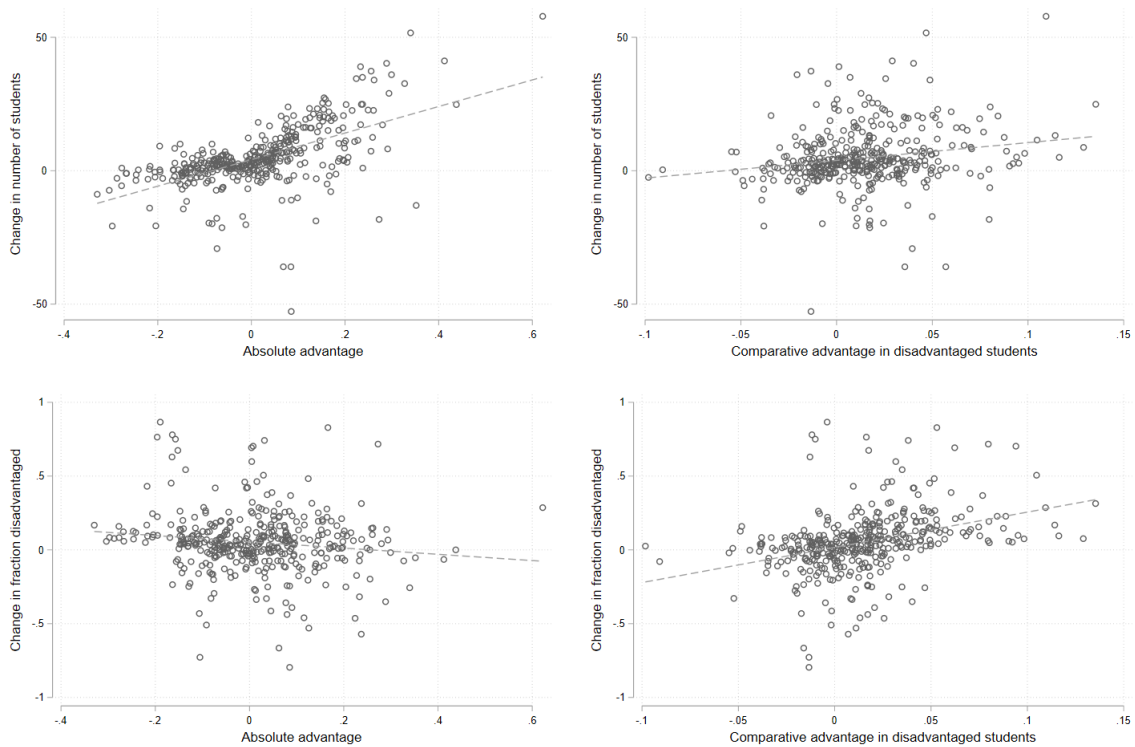 Change in number of students
50
0
-50
-.4 -.2 0 .2 .4 .6
Absolute advantage
Change in number of students
50
0
-50
-.1 -.05 0 .05 .1 .15
Comparative advantage in disadvantaged students
Change in fraction disadvantaged
1
.5
0
-.5
-1
-.4 -.2 0 .2 .4 .6
Absolute advantage
Change in fraction disadvantaged
1
.5
0
-.5
-1
-.1 -.05 0 .05 .1 .15
Comparative advantage in disadvantaged students